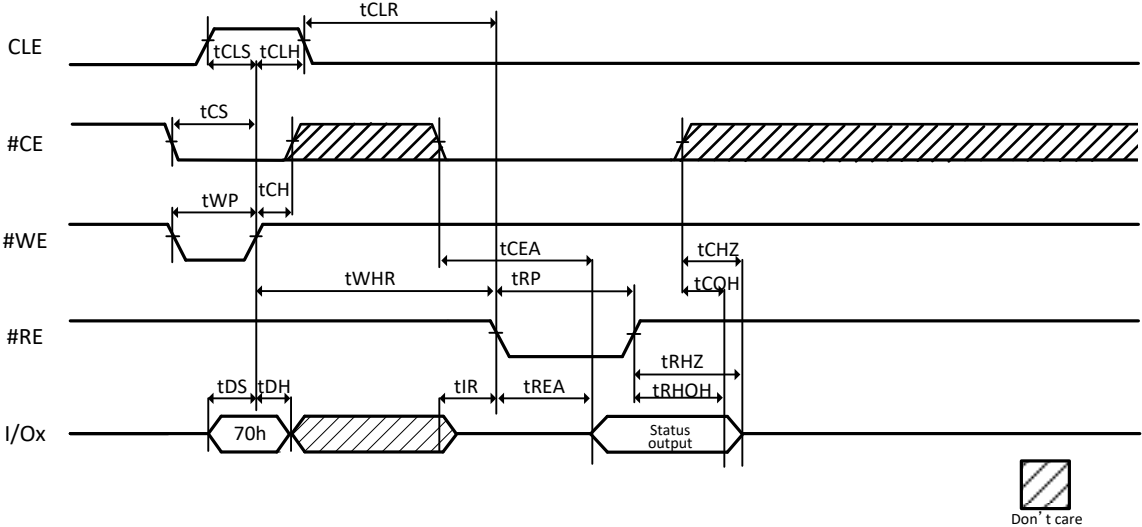 tCLR
CLE
tCLS tCLH
tCS
#CE
tCH
tWP
#WE
tCEA
tCHZ
tWHR
tRP
tCOH
#RE
tRHZ
tDS tDH
tIR
tREA
tRHOH
I/Ox
70h
Status
output
Don't care